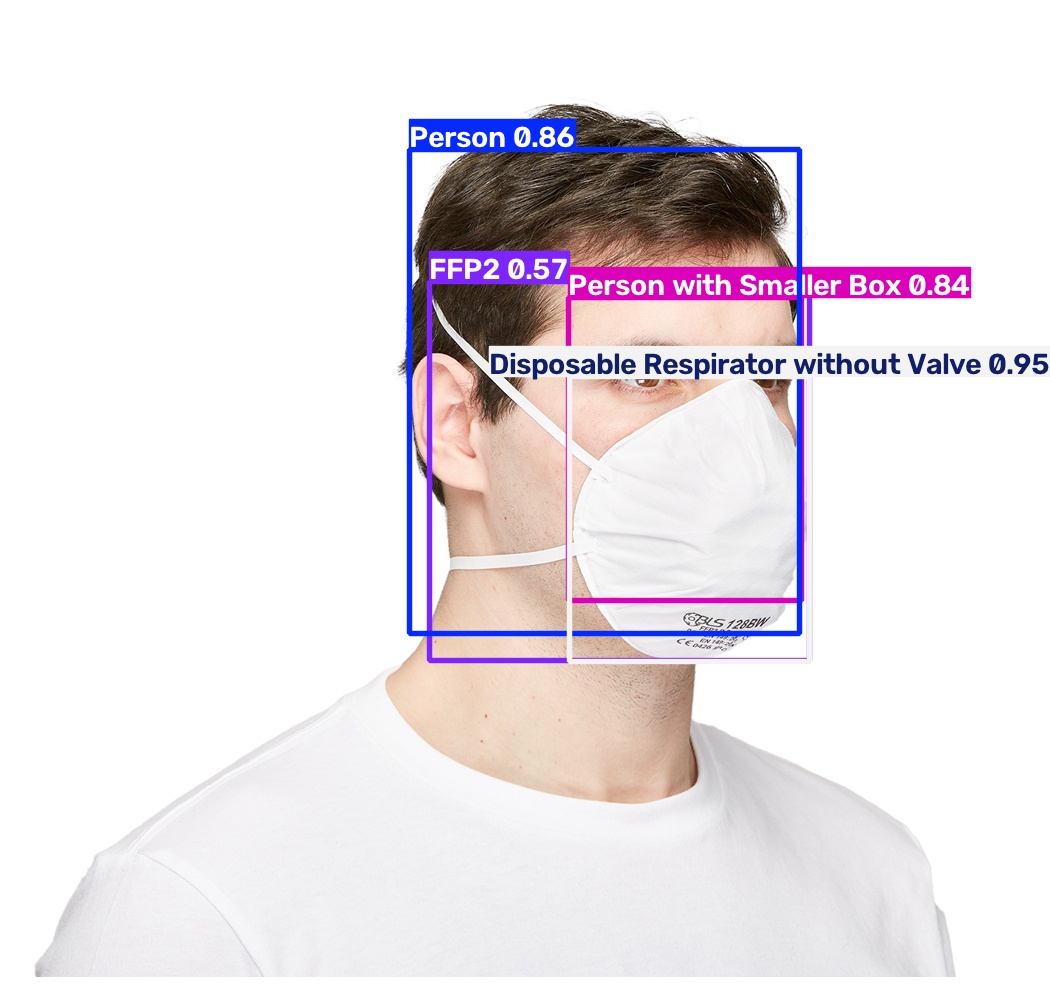 Person 0.86
FFP2 0.57
Person with Smaller Box 0.84
Disposable Respirator without Valve 0.95
BLS 128BW